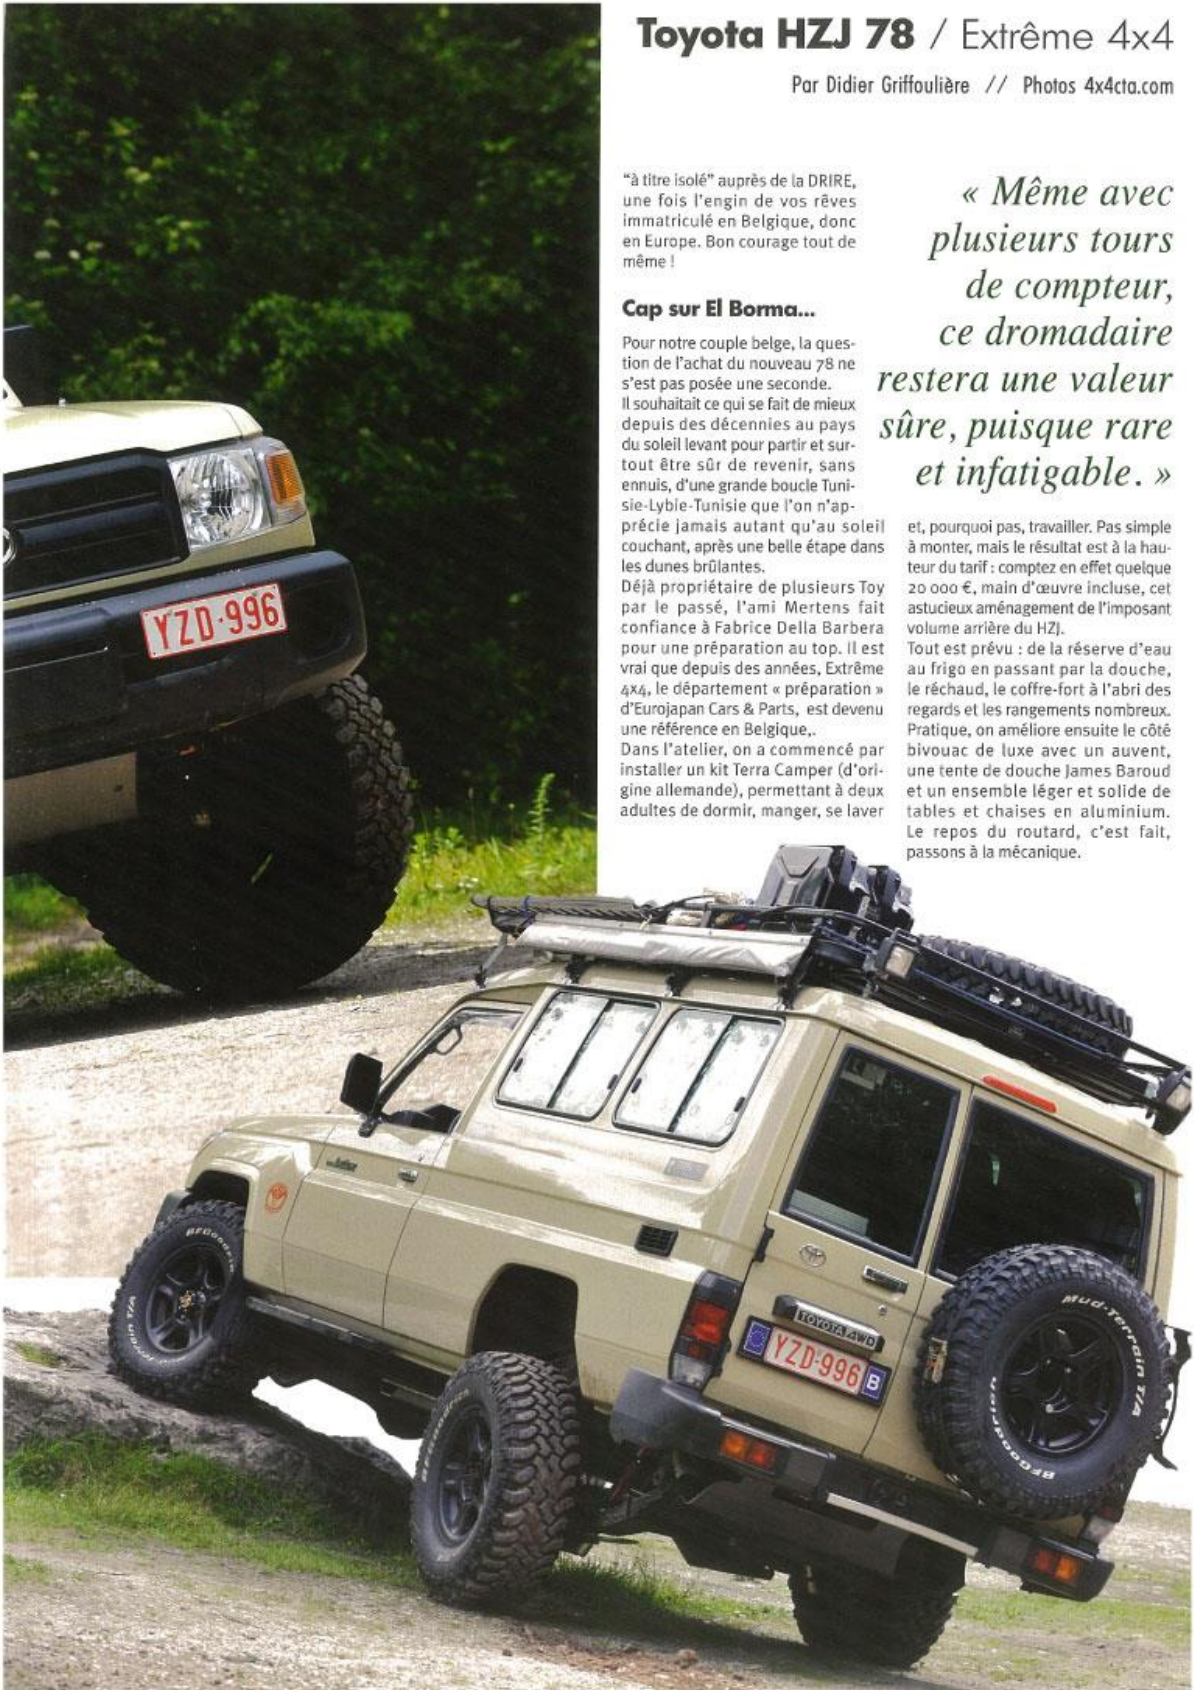 Toyota HZJ 78 / Extrême 4x4
Par Didier Griffoulière // Photos 4x4cta.com
"à titre isolé" auprès de la DRIRE,
une fois l'engin de vos rêves
immatriculé en Belgique, donc
en Europe. Bon courage tout de
même !
Cap sur El Borma...
Pour notre couple belge, la ques-
tion de l'achat du nouveau 78 ne
s'est pas posée une seconde.
Il souhaitait ce qui se fait de mieux
depuis des décennies au pays
du soleil levant pour partir et sur-
tout être sûr de revenir, sans
ennuis, d'une grande boucle Tuni-
sie-Lybie-Tunisie que l'on n'ap-
précie jamais autant qu'au soleil
couchant, après une belle étape dans
les dunes brûlantes.
Déjà propriétaire de plusieurs Toy
par le passé, l'ami Mertens fait
confiance à Fabrice Della Barbera
pour une préparation au top. Il est
vrai que depuis des années, Extrême
4x4, le département « préparation »
d'Eurojapan Cars & Parts, est devenu
une référence en Belgique,.
Dans l'atelier, on a commencé par
installer un kit Terra Camper (d'ori-
gine allemande), permettant à deux
adultes de dormir, manger, se laver
« Même avec
plusieurs tours
de compteur,
ce dromadaire
restera une valeur
sûre, puisque rare
et infatigable. »
et, pourquoi pas, travailler. Pas simple
à monter, mais le résultat est à la hau-
teur du tarif : comptez en effet quelque
20 000 €, main d'œuvre incluse, cet
astucieux aménagement de l'imposant
volume arrière du HZJ.
Tout est prévu : de la réserve d'eau
au frigo en passant par la douche,
le réchaud, le coffre-fort à l'abri des
regards et les rangements nombreux.
Pratique, on améliore ensuite le côté
bivouac de luxe avec un auvent,
une tente de douche James Baroud
et un ensemble léger et solide de
tables et chaises en aluminium.
Le repos du routard, c'est fait,
passons à la mécanique.
YZD-996
BFGoodrich
Mud-Terrain T/A
TOYOTA 4WD
YZD-996 B
BFGoodrich
Mud-Terrain T/A
BFGoodrich